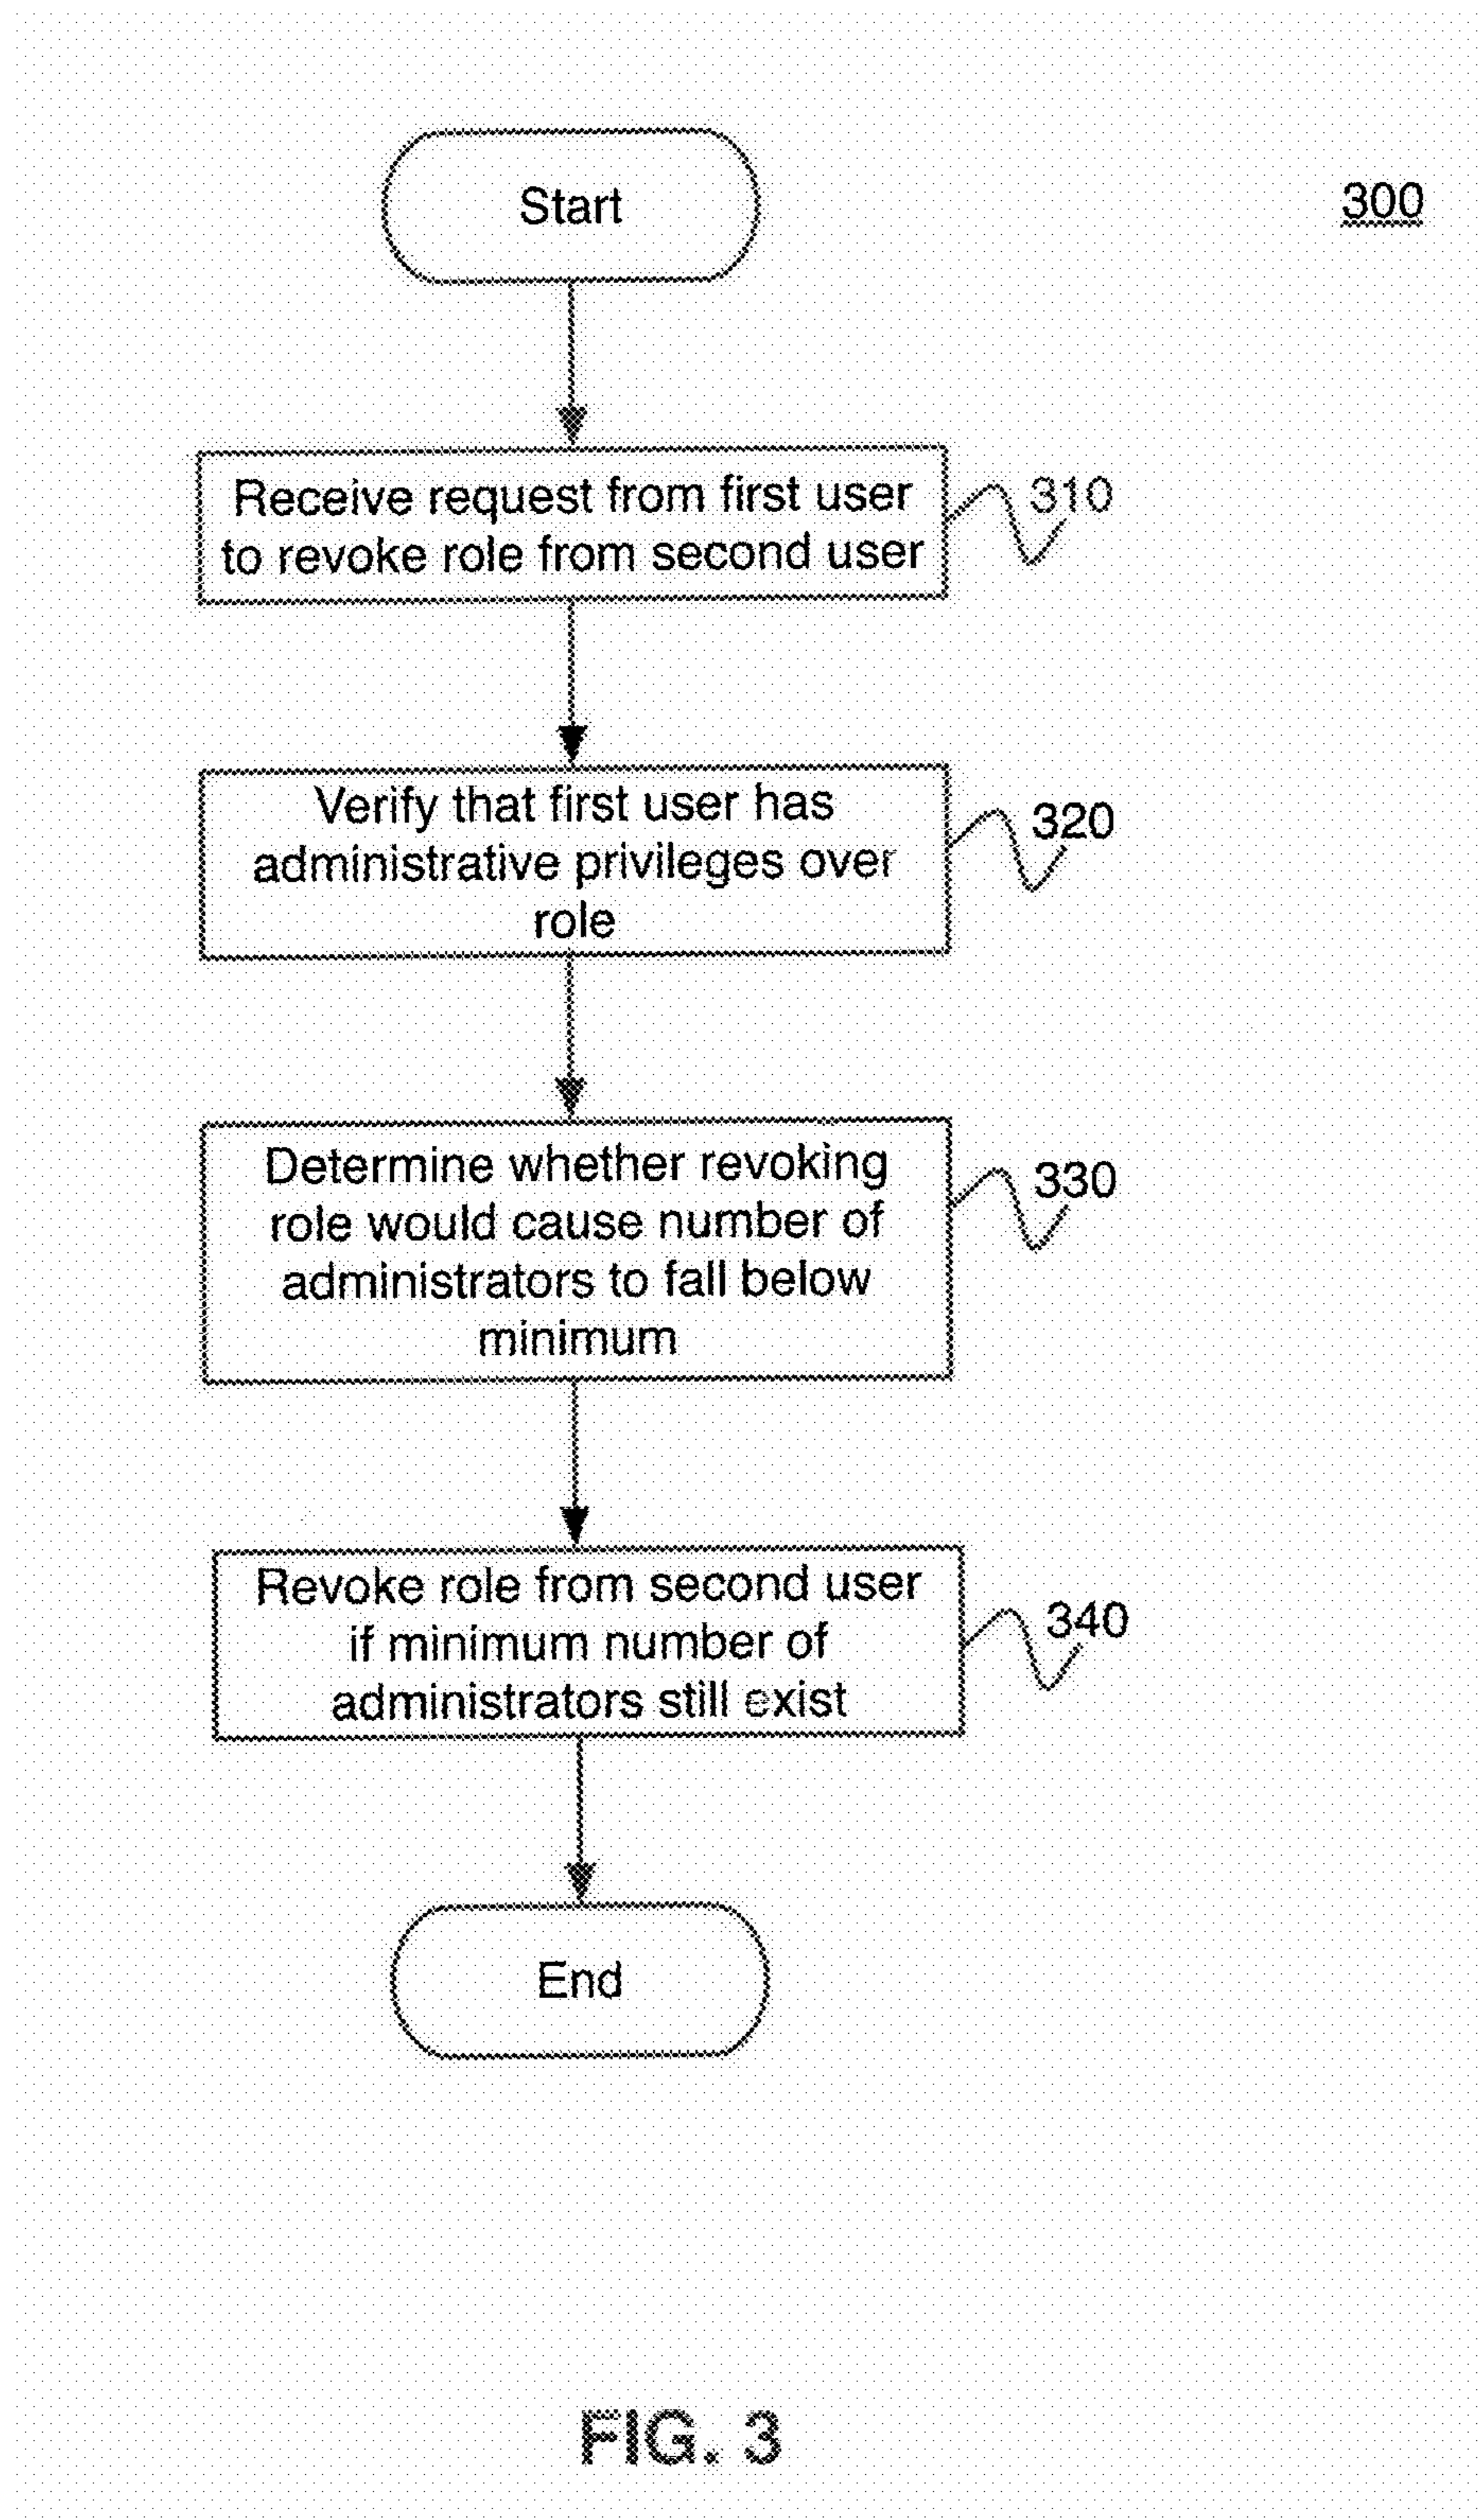 Start
300
Receive request from first user
to revoke role from second user
310
Verify that first user has
administrative privileges over
role
320
Determine whether revoking
role would cause number of
administrators to fall below
minimum
330
Revoke role from second user
if minimum number of
administrators still exist
340
End
FIG. 3